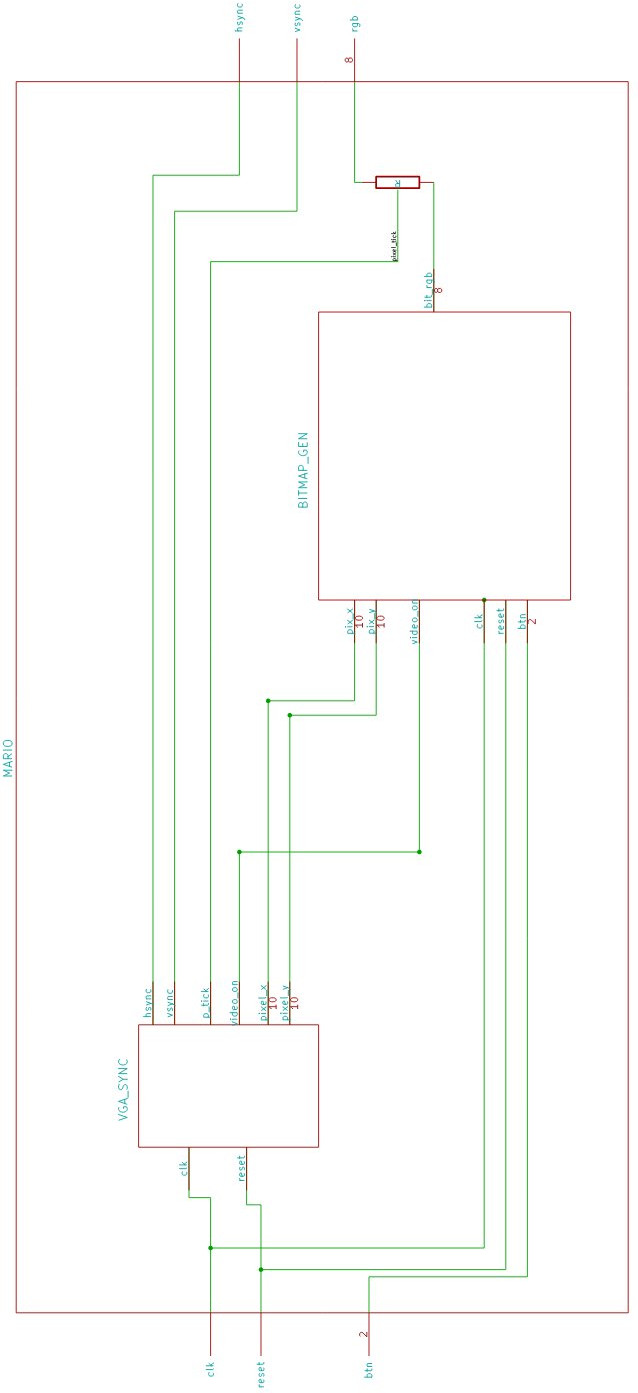 hsync
vsync
rgb
8
R
pixel_tick
bit_rgb
8
BITMAP_GEN
pix_x
10
pix_y
10
video_on
clk
reset
btn
2
MARIO
hsync
vsync
p_tick
video_on
pixel_x
10
pixel_y
10
VGA_SYNC
clk
reset
2
clk
reset
btn